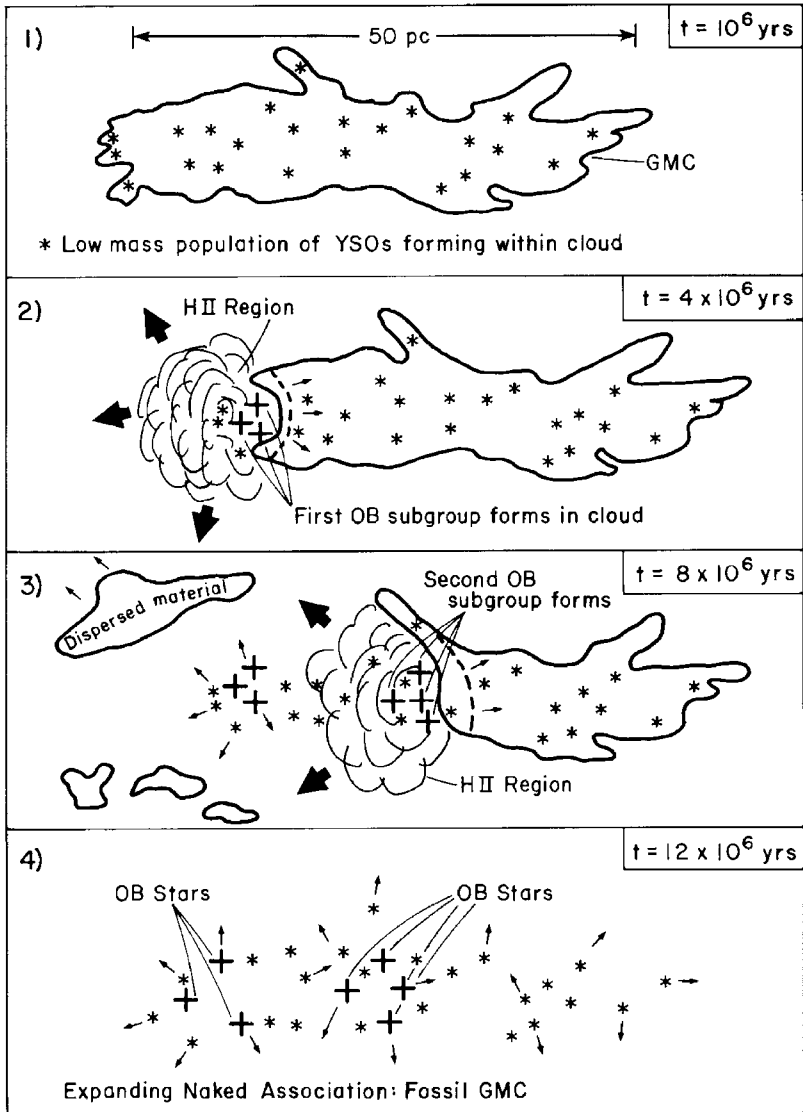 1)
50 pc
t = 10⁶ yrs
GMC
* Low mass population of YSOs forming within cloud
2)
t = 4 x 10⁶ yrs
HII Region
First OB subgroup forms in cloud
3)
t = 8 x 10⁶ yrs
Second OB
subgroup forms
Dispersed material
HII Region
4)
t = 12 x 10⁶ yrs
OB Stars
OB Stars
Expanding Naked Association: Fossil GMC